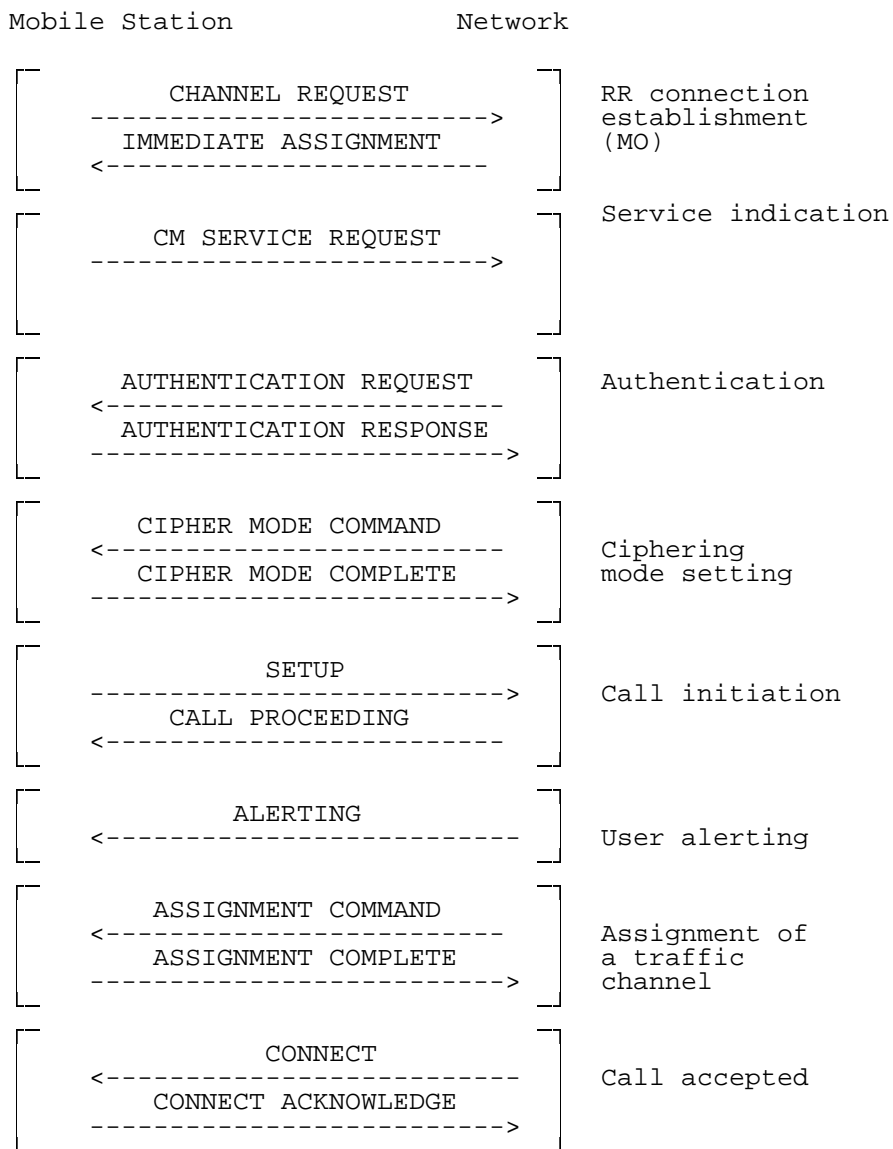 Mobile Station Network
CHANNEL REQUEST
RR connection
-------------------------->
establishment
IMMEDIATE ASSIGNMENT
(MO)
<-------------------------
Service indication
CM SERVICE REQUEST
-------------------------->
AUTHENTICATION REQUEST
Authentication
<-------------------------
AUTHENTICATION RESPONSE
-------------------------->
CIPHER MODE COMMAND
<-------------------------
Ciphering
CIPHER MODE COMPLETE
mode setting
-------------------------->
SETUP
-------------------------->
Call initiation
CALL PROCEEDING
<-------------------------
ALERTING
<--------------------------
User alerting
ASSIGNMENT COMMAND
<-------------------------
Assignment of
ASSIGNMENT COMPLETE
a traffic
-------------------------->
channel
CONNECT
<--------------------------
Call accepted
CONNECT ACKNOWLEDGE
-------------------------->